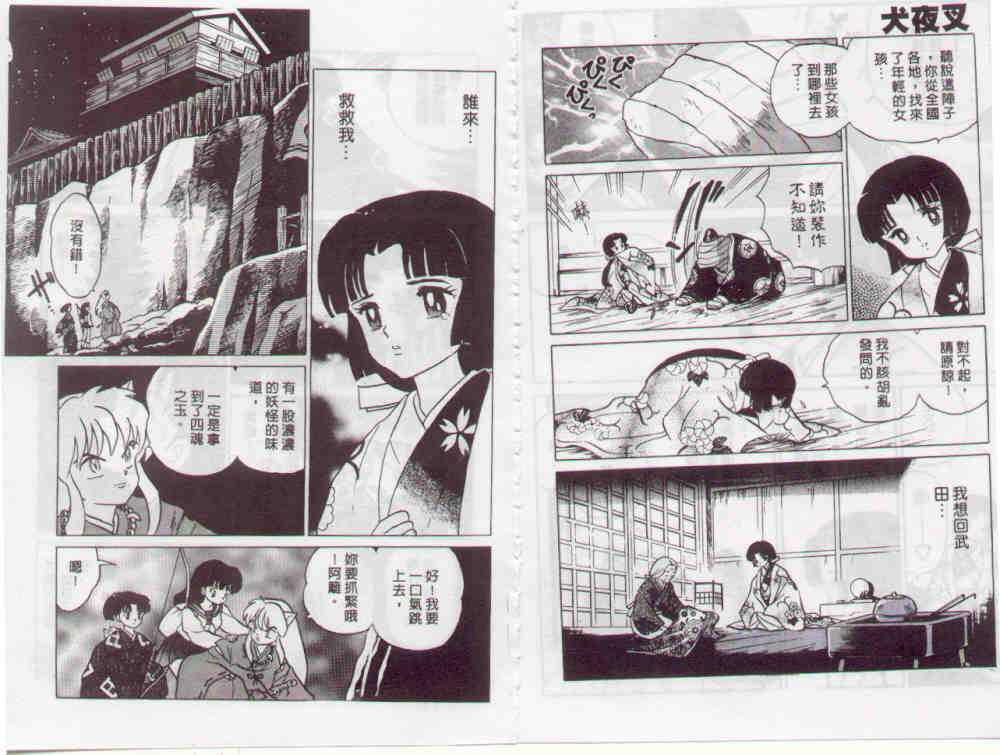 犬夜叉
聽說這陣子
，妳從全國
各地，找來
了年輕的女
孩…
那些女孩
到哪裡去
了…
ぴく
ぴくっ
請妳裝作
不知道！
對不起，
請原諒！
我不該胡亂
發問的。
我想回武
田…
誰來…
救救我…
沒有錯！
有一股濃濃
的妖怪的味
道，
一定是拿
到了四魂
之玉。
好！我要
一口氣跳
上去，
妳要抓緊哦
！阿籬。
嗯！